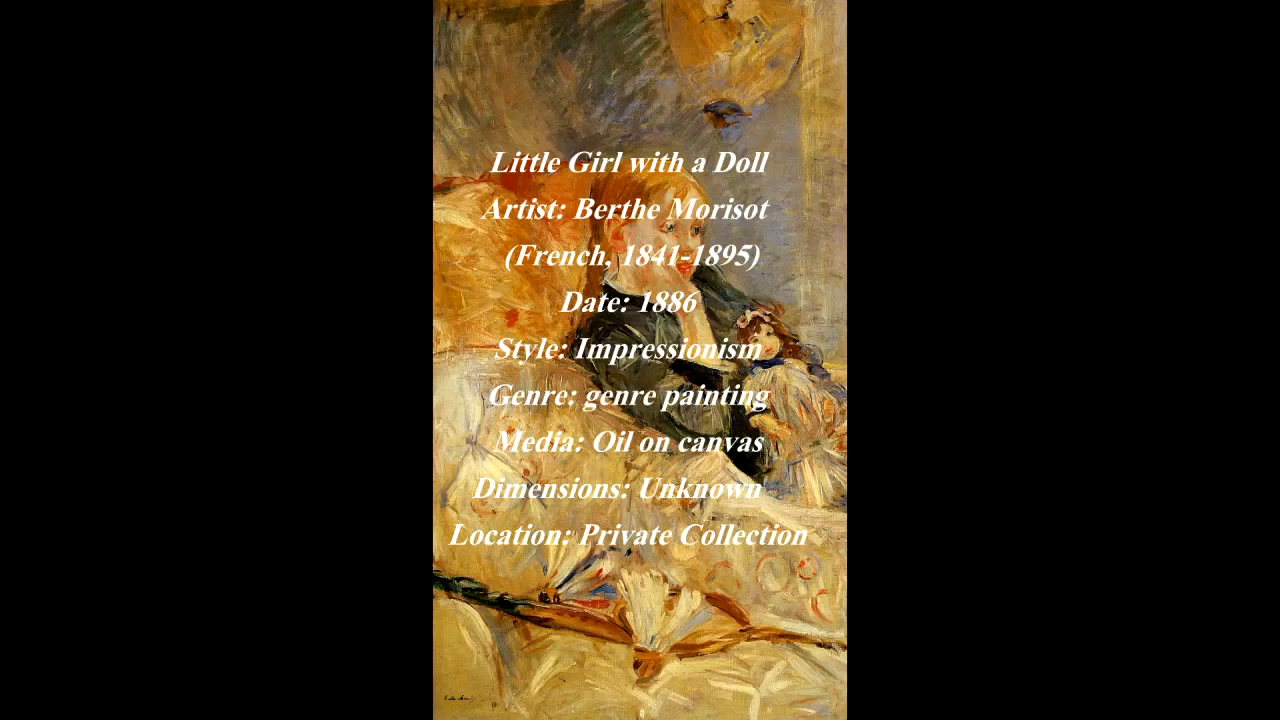 Little Girl with a Doll
Artist: Berthe Morisot
(French, 1841-1895)
Date: 1886
Style: Impressionism
Genre: genre painting
Media: Oil on canvas
Dimensions: Unknown
Location: Private Collection